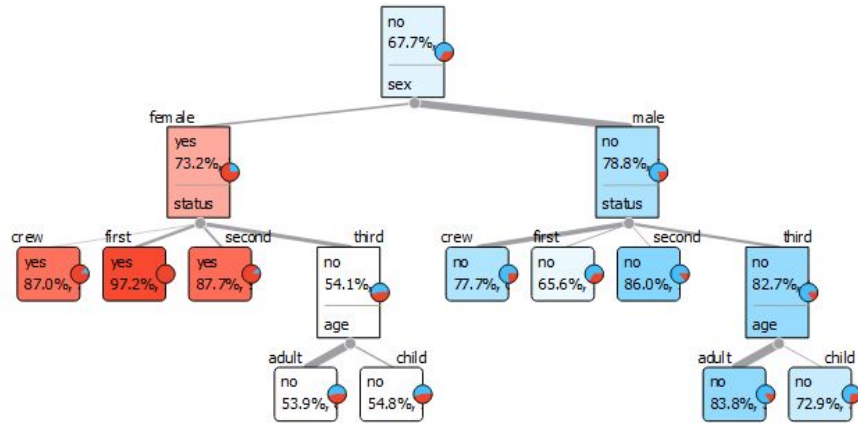 no
67.7%,
sex
female
male
yes
73.2%,
status
no
78.8%,
status
crew
first
second
third
crew
first
second
third
yes
87.0%,
yes
97.2%,
yes
87.7%,
no
54.1%,
age
no
77.7%,
no
65.6%,
no
86.0%,
no
82.7%,
age
adult
child
adult
child
no
53.9%,
no
54.8%,
no
83.8%,
no
72.9%,